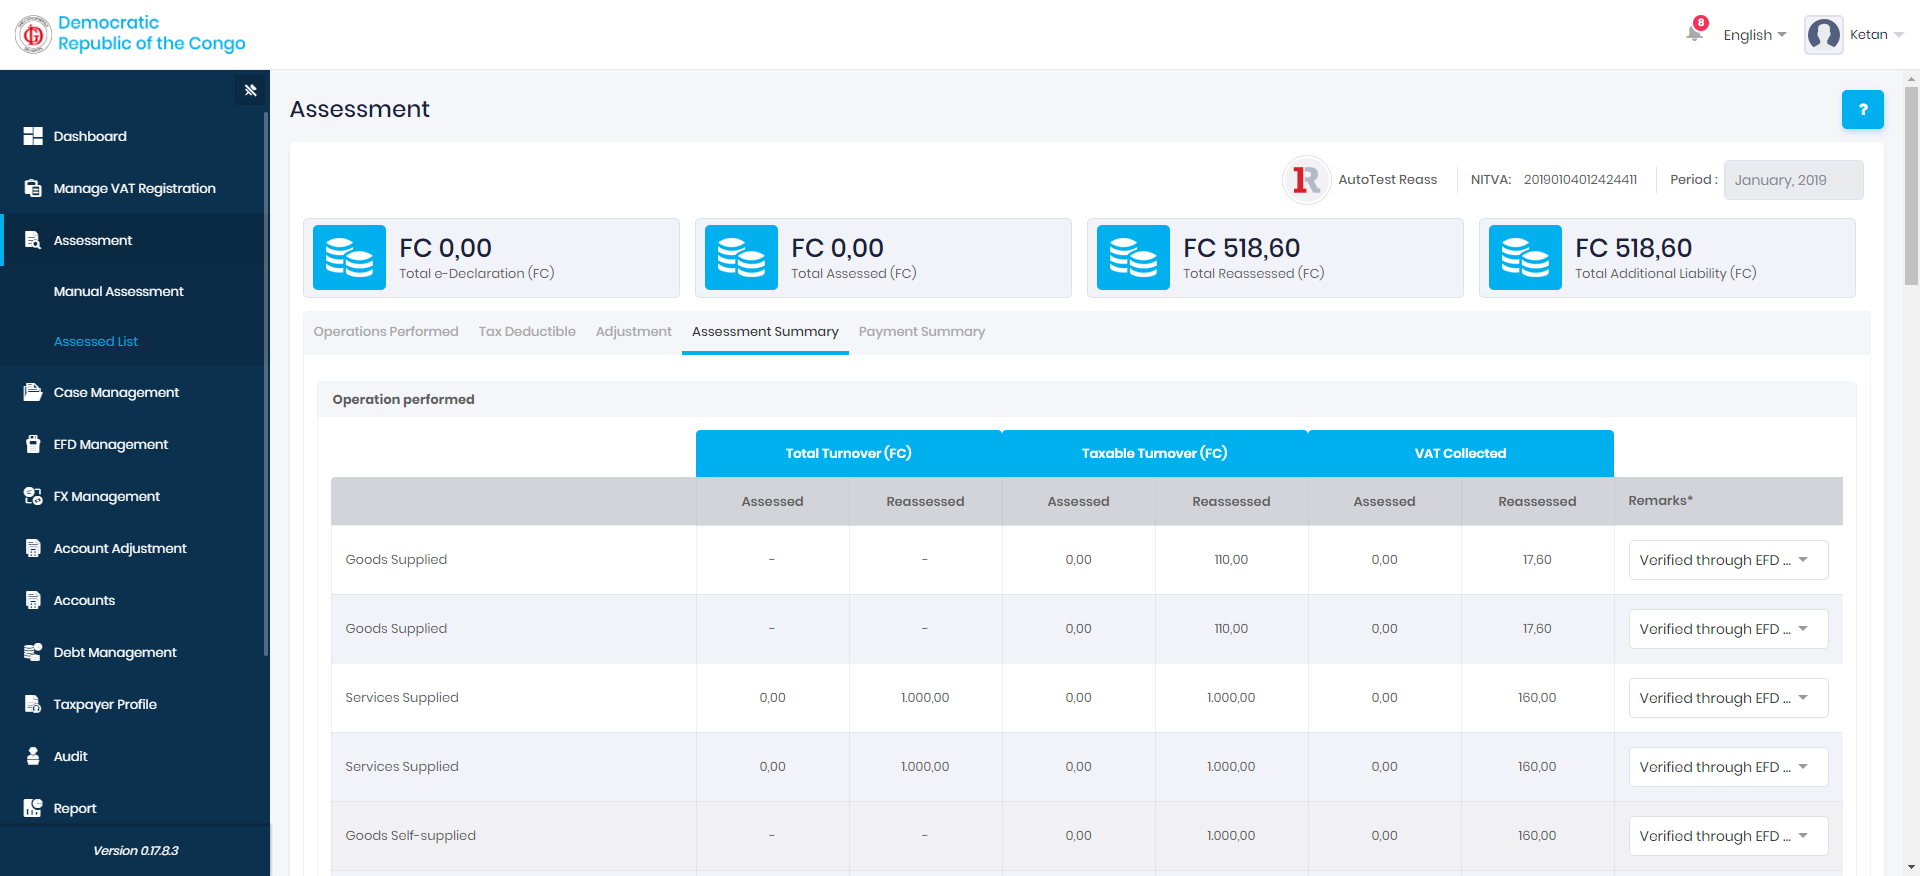 Democratic
Republic of the Congo
8
English
Ketan
Dashboard
Manage VAT Registration
Assessment
Manual Assessment
Assessed List
Case Management
EFD Management
FX Management
Account Adjustment
Accounts
Debt Management
Taxpayer Profile
Audit
Report
Version 0.17.8.3
Assessment
?
AutoTest Reass
NITVA: 20190104012424411
Period : January, 2019
FC 0,00
Total e-Declaration (FC)
FC 0,00
Total Assessed (FC)
FC 518,60
Total Reassessed (FC)
FC 518,60
Total Additional Liability (FC)
Operations Performed Tax Deductible Adjustment Assessment Summary Payment Summary
Operation performed
Total Turnover (FC) Taxable Turnover (FC) VAT Collected
Assessed Reassessed Assessed Reassessed Assessed Reassessed Remarks*
Goods Supplied - - 0,00 110,00 0,00 17,60 Verified through EFD ...
Goods Supplied - - 0,00 110,00 0,00 17,60 Verified through EFD ...
Services Supplied 0,00 1.000,00 0,00 1.000,00 0,00 160,00 Verified through EFD ...
Services Supplied 0,00 1.000,00 0,00 1.000,00 0,00 160,00 Verified through EFD ...
Goods Self-supplied - - 0,00 1.000,00 0,00 160,00 Verified through EFD ...